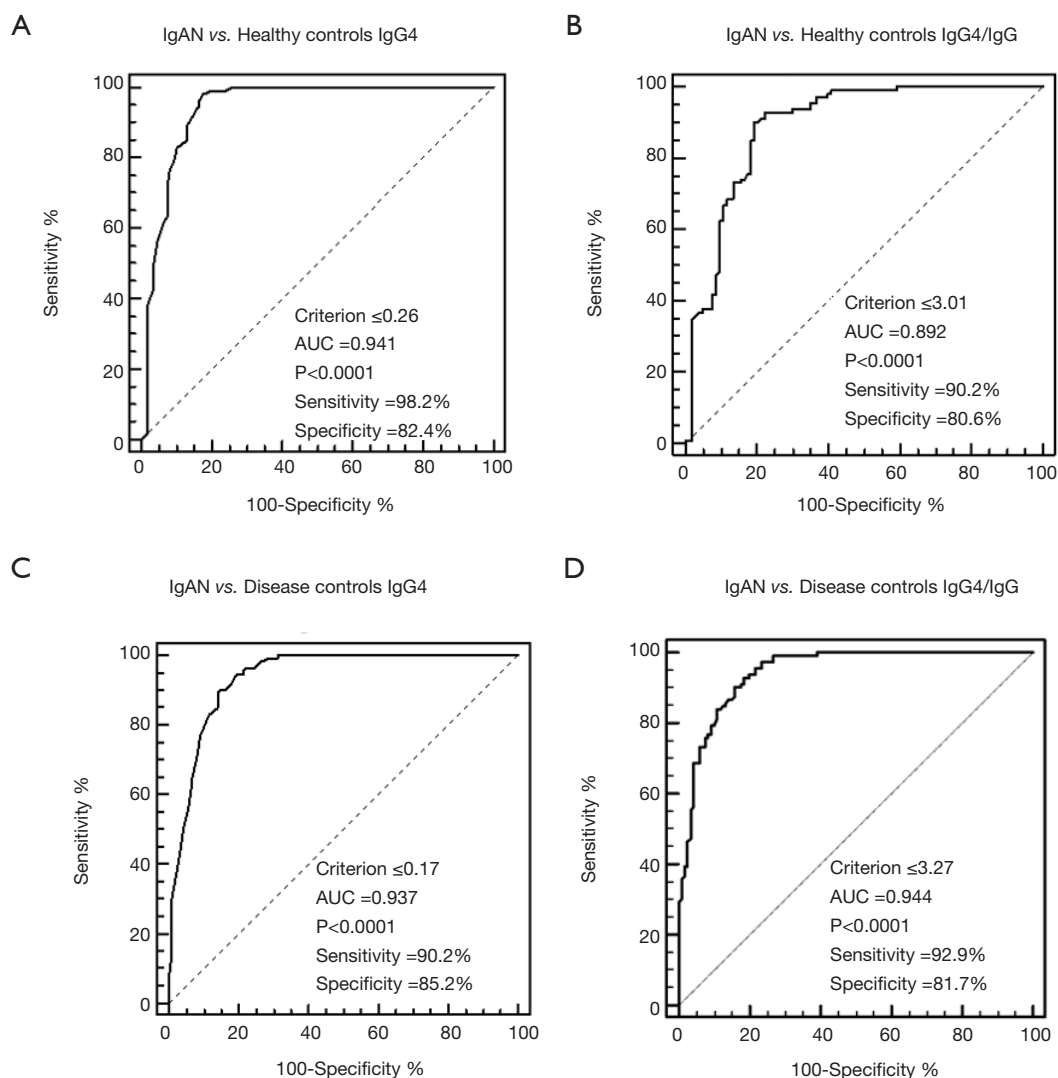 A
IgAN vs. Healthy controls IgG4
100
80
60
40
20
0
Sensitivity %
Criterion ≤0.26
AUC =0.941
P<0.0001
Sensitivity =98.2%
Specificity =82.4%
0 20 40 60 80 100
100-Specificity %
B
IgAN vs. Healthy controls IgG4/IgG
100
80
60
40
20
0
Sensitivity %
Criterion ≤3.01
AUC =0.892
P<0.0001
Sensitivity =90.2%
Specificity =80.6%
0 20 40 60 80 100
100-Specificity %
C
IgAN vs. Disease controls IgG4
100
80
60
40
20
0
Sensitivity %
Criterion ≤0.17
AUC =0.937
P<0.0001
Sensitivity =90.2%
Specificity =85.2%
0 20 40 60 80 100
100-Specificity %
D
IgAN vs. Disease controls IgG4/IgG
100
80
60
40
20
0
Sensitivity %
Criterion ≤3.27
AUC =0.944
P<0.0001
Sensitivity =92.9%
Specificity =81.7%
0 20 40 60 80 100
100-Specificity %